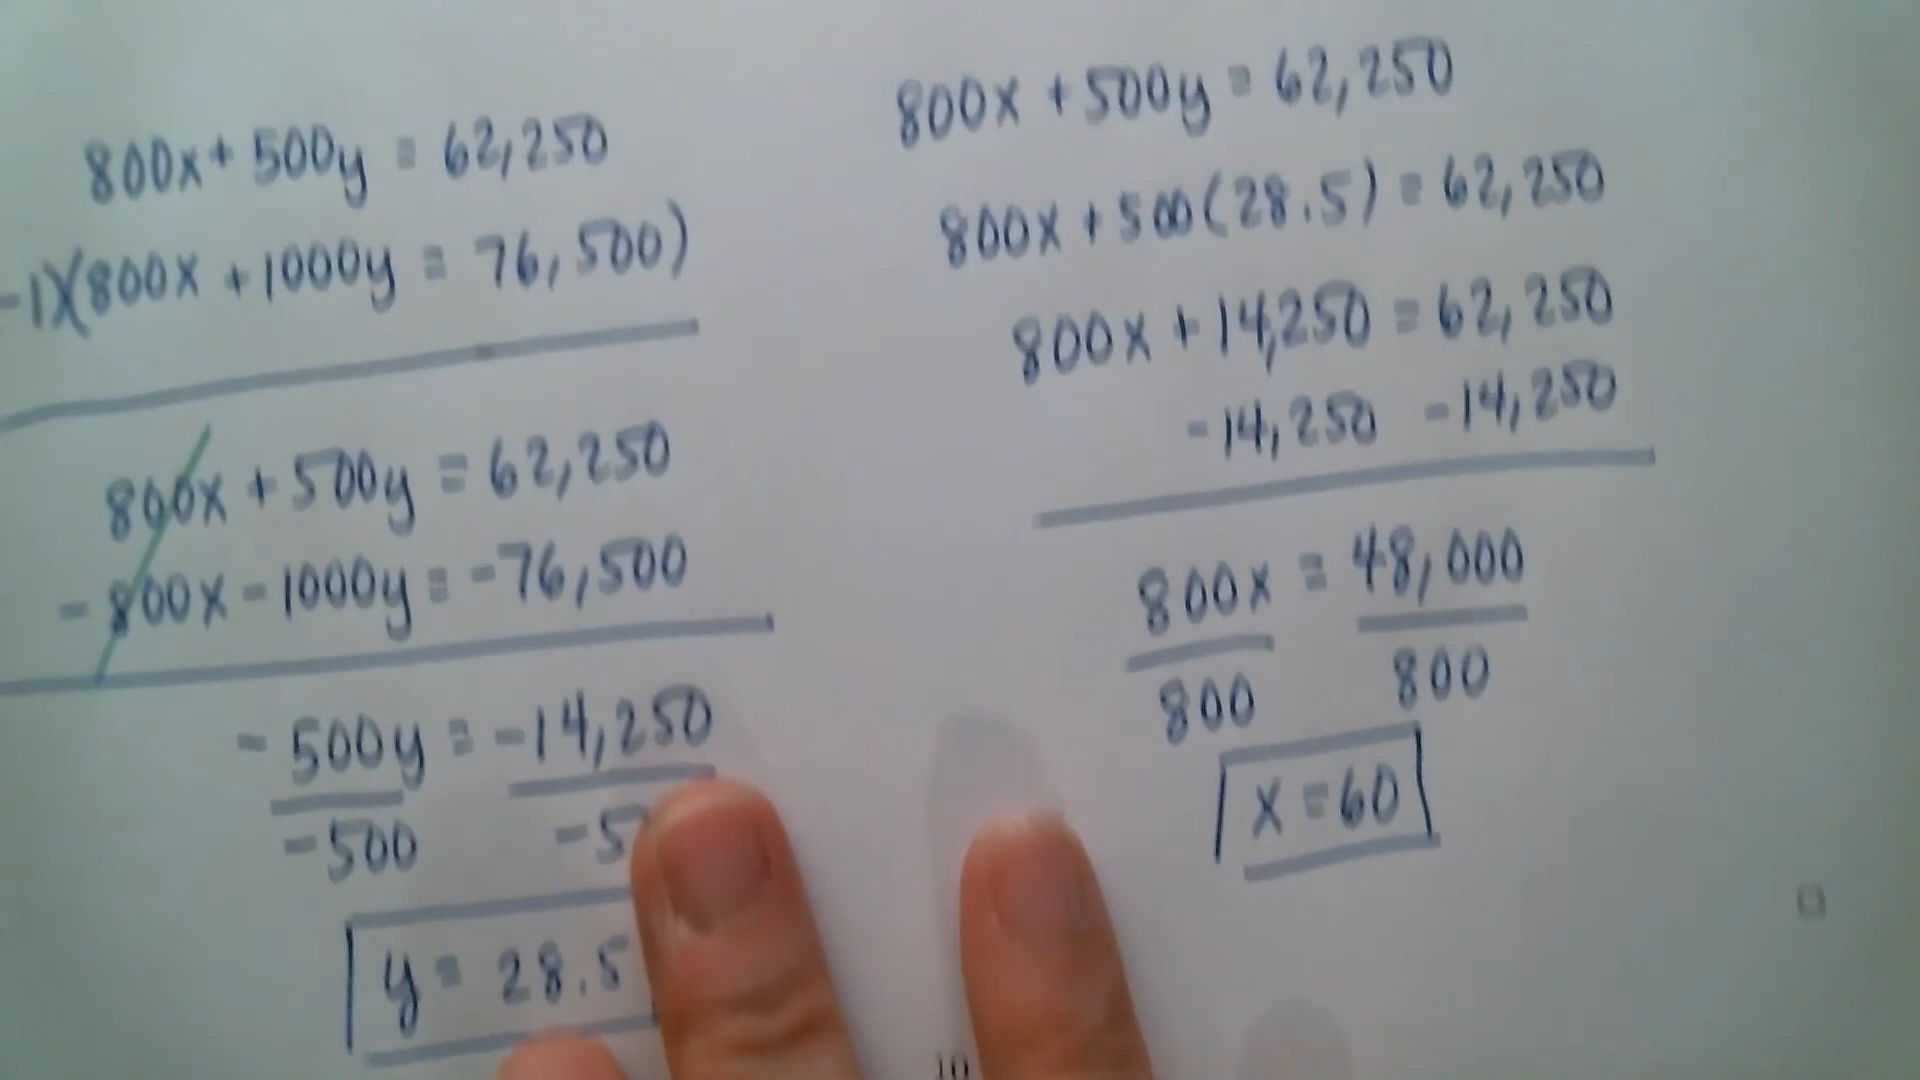 800x + 500y = 62,250
-1)(800x + 1000y = 76,500)
800x + 500y = 62,250
- 800x - 1000y = -76,500
- 500y = -14,250
-500 -5
y = 28.5
800x + 500y = 62,250
800x + 500(28.5) = 62,250
800x + 14,250 = 62,250
-14,250 -14,250
800x = 48,000
800 800
x = 60